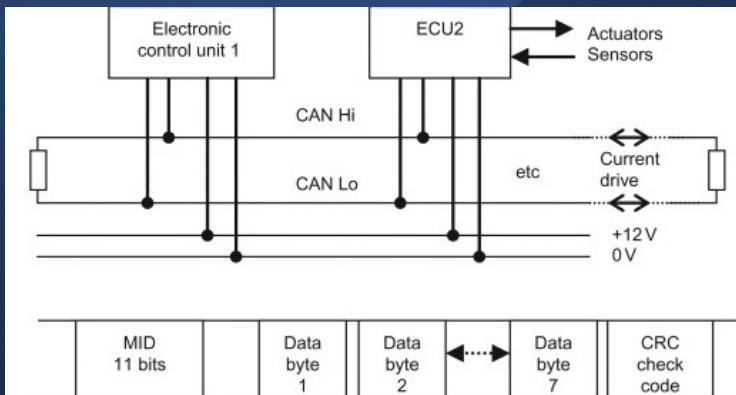 Electronic
control unit 1
ECU2
Actuators
Sensors
CAN Hi
CAN Lo
etc
Current
drive
+12 V
0 V
MID
11 bits
Data
byte
1
Data
byte
2
Data
byte
7
CRC
check
code